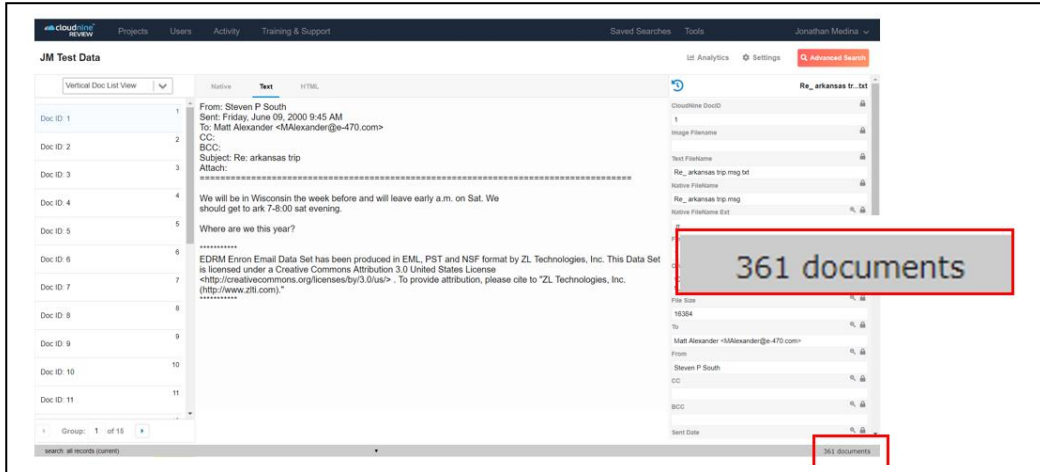 cloudnine REVIEW Projects Users Activity Training & Support Saved Searches Tools Jonathan Medina
JM Test Data Analytics Settings Advanced Search
Vertical Doc List View Native Text HTML Re_ arkansas tr...txt
Doc ID: 1 1
Doc ID: 2 2
Doc ID: 3 3
Doc ID: 4 4
Doc ID: 5 5
Doc ID: 6 6
Doc ID: 7 7
Doc ID: 8 8
Doc ID: 9 9
Doc ID: 10 10
Doc ID: 11 11
Group: 1 of 15
From: Steven P South
Sent: Friday, June 09, 2000 9:45 AM
To: Matt Alexander <MAlexander@e-470.com>
CC:
BCC:
Subject: Re: arkansas trip
Attach:
================================================================================
We will be in Wisconsin the week before and will leave early a.m. on Sat. We
should get to ark 7-8:00 sat evening.
Where are we this year?
***********
EDRM Enron Email Data Set has been produced in EML, PST and NSF format by ZL Technologies, Inc. This Data Set
is licensed under a Creative Commons Attribution 3.0 United States License
<http://creativecommons.org/licenses/by/3.0/us/> . To provide attribution, please cite to "ZL Technologies, Inc.
(http://www.zlti.com)."
***********
CloudNine DocID
1
Image Filename
Text FileName
Re_ arkansas trip.msg.txt
Native FileName
Re_ arkansas trip.msg
Native FileName Ext
361 documents
File Size
16384
To
Matt Alexander <MAlexander@e-470.com>
From
Steven P South
CC
BCC
Sent Date
search: all records (current) 361 documents